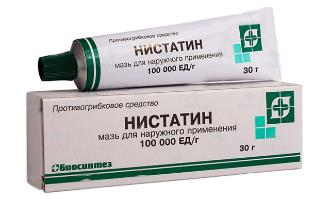 Противогрибковое средство
НИСТАТИН
мазь для наружного применения
100 000 ЕД/г
30 г
Противогрибковое средство
НИСТАТИН
мазь для наружного применения
100 000 ЕД/г
30 г
биосинтез